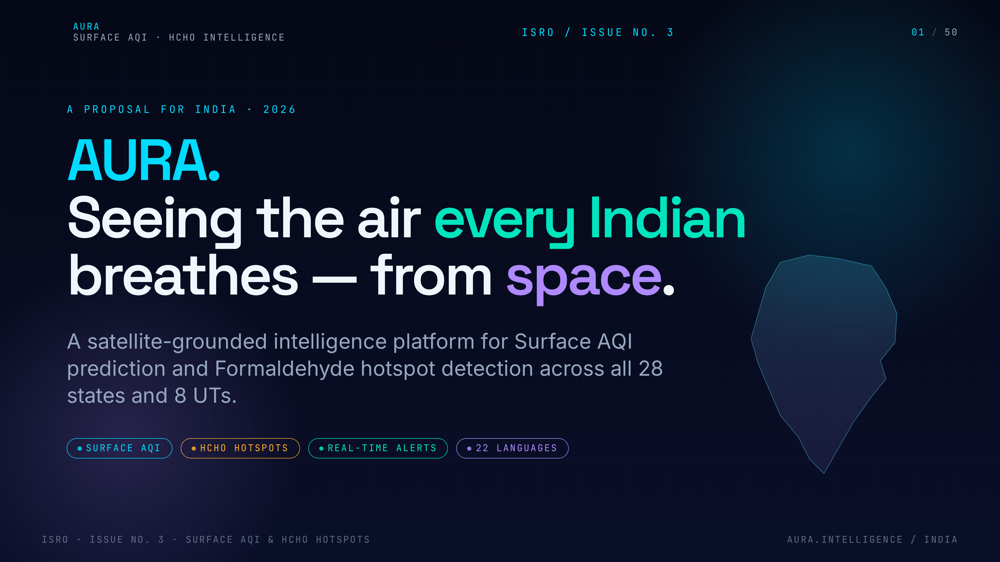 AURA
SURFACE AQI · HCHO INTELLIGENCE
ISRO / ISSUE NO. 3
01 / 50
A PROPOSAL FOR INDIA · 2026
AURA.
Seeing the air every Indian
breathes — from space.
A satellite-grounded intelligence platform for Surface AQI
prediction and Formaldehyde hotspot detection across all 28
states and 8 UTs.
SURFACE AQI
HCHO HOTSPOTS
REAL-TIME ALERTS
22 LANGUAGES
ISRO · ISSUE NO. 3 · SURFACE AQI & HCHO HOTSPOTS
AURA.INTELLIGENCE / INDIA